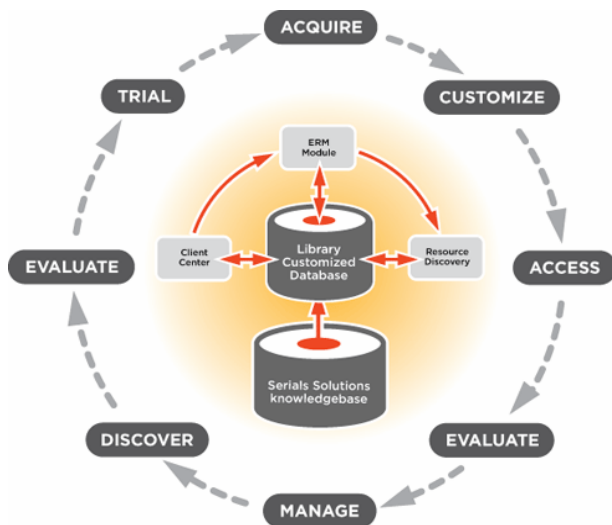 ACQUIRE
TRIAL
CUSTOMIZE
ERM
Module
Client
Center
Library
Customized
Database
Resource
Discovery
EVALUATE
ACCESS
Serials Solutions
knowledgebase
DISCOVER
EVALUATE
MANAGE